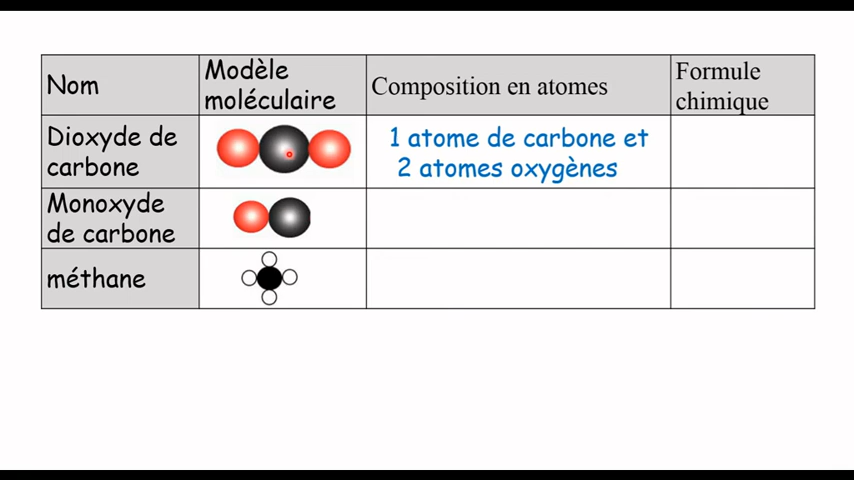 Nom
Modèle
moléculaire
Composition en atomes
Formule
chimique
Dioxyde de
carbone
1 atome de carbone et
2 atomes oxygènes
Monoxyde
de carbone
méthane